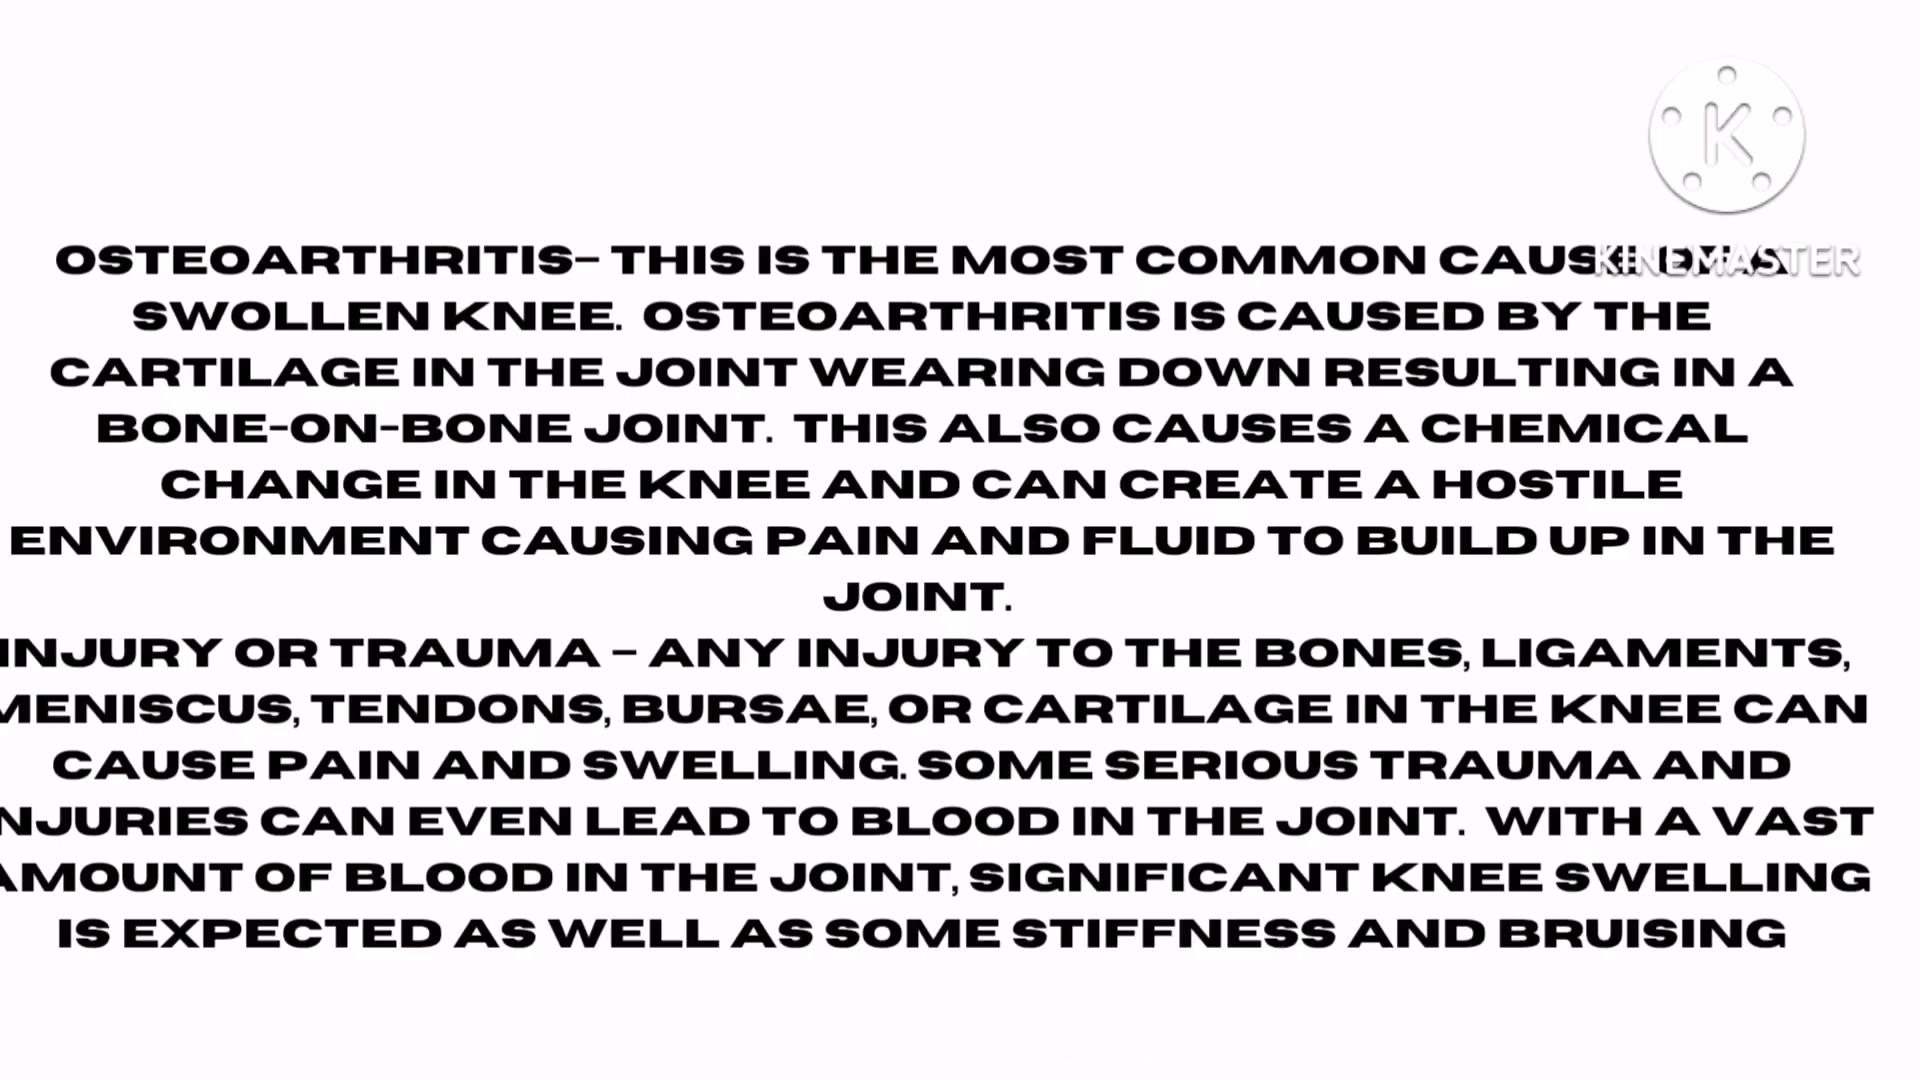 K
KINEMASTER
OSTEOARTHRITIS- THIS IS THE MOST COMMON CAUSE OF A
SWOLLEN KNEE. OSTEOARTHRITIS IS CAUSED BY THE
CARTILAGE IN THE JOINT WEARING DOWN RESULTING IN A
BONE-ON-BONE JOINT. THIS ALSO CAUSES A CHEMICAL
CHANGE IN THE KNEE AND CAN CREATE A HOSTILE
ENVIRONMENT CAUSING PAIN AND FLUID TO BUILD UP IN THE
JOINT.
INJURY OR TRAUMA – ANY INJURY TO THE BONES, LIGAMENTS,
MENISCUS, TENDONS, BURSAE, OR CARTILAGE IN THE KNEE CAN
CAUSE PAIN AND SWELLING. SOME SERIOUS TRAUMA AND
INJURIES CAN EVEN LEAD TO BLOOD IN THE JOINT. WITH A VAST
AMOUNT OF BLOOD IN THE JOINT, SIGNIFICANT KNEE SWELLING
IS EXPECTED AS WELL AS SOME STIFFNESS AND BRUISING